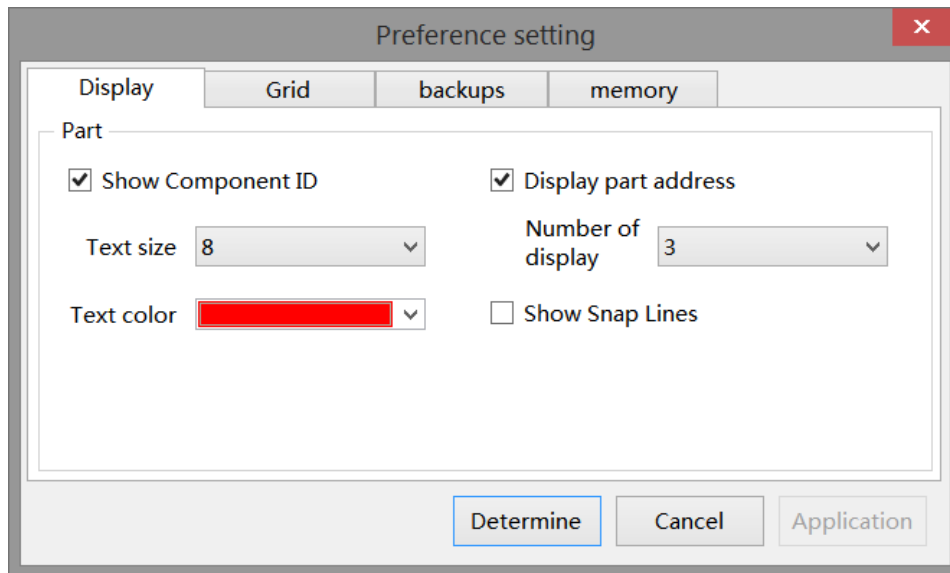 Preference setting
Display
Grid
backups
memory
Part
Show Component ID
Display part address
Text size
8
Number of
display
3
Text color
Show Snap Lines
Determine
Cancel
Application